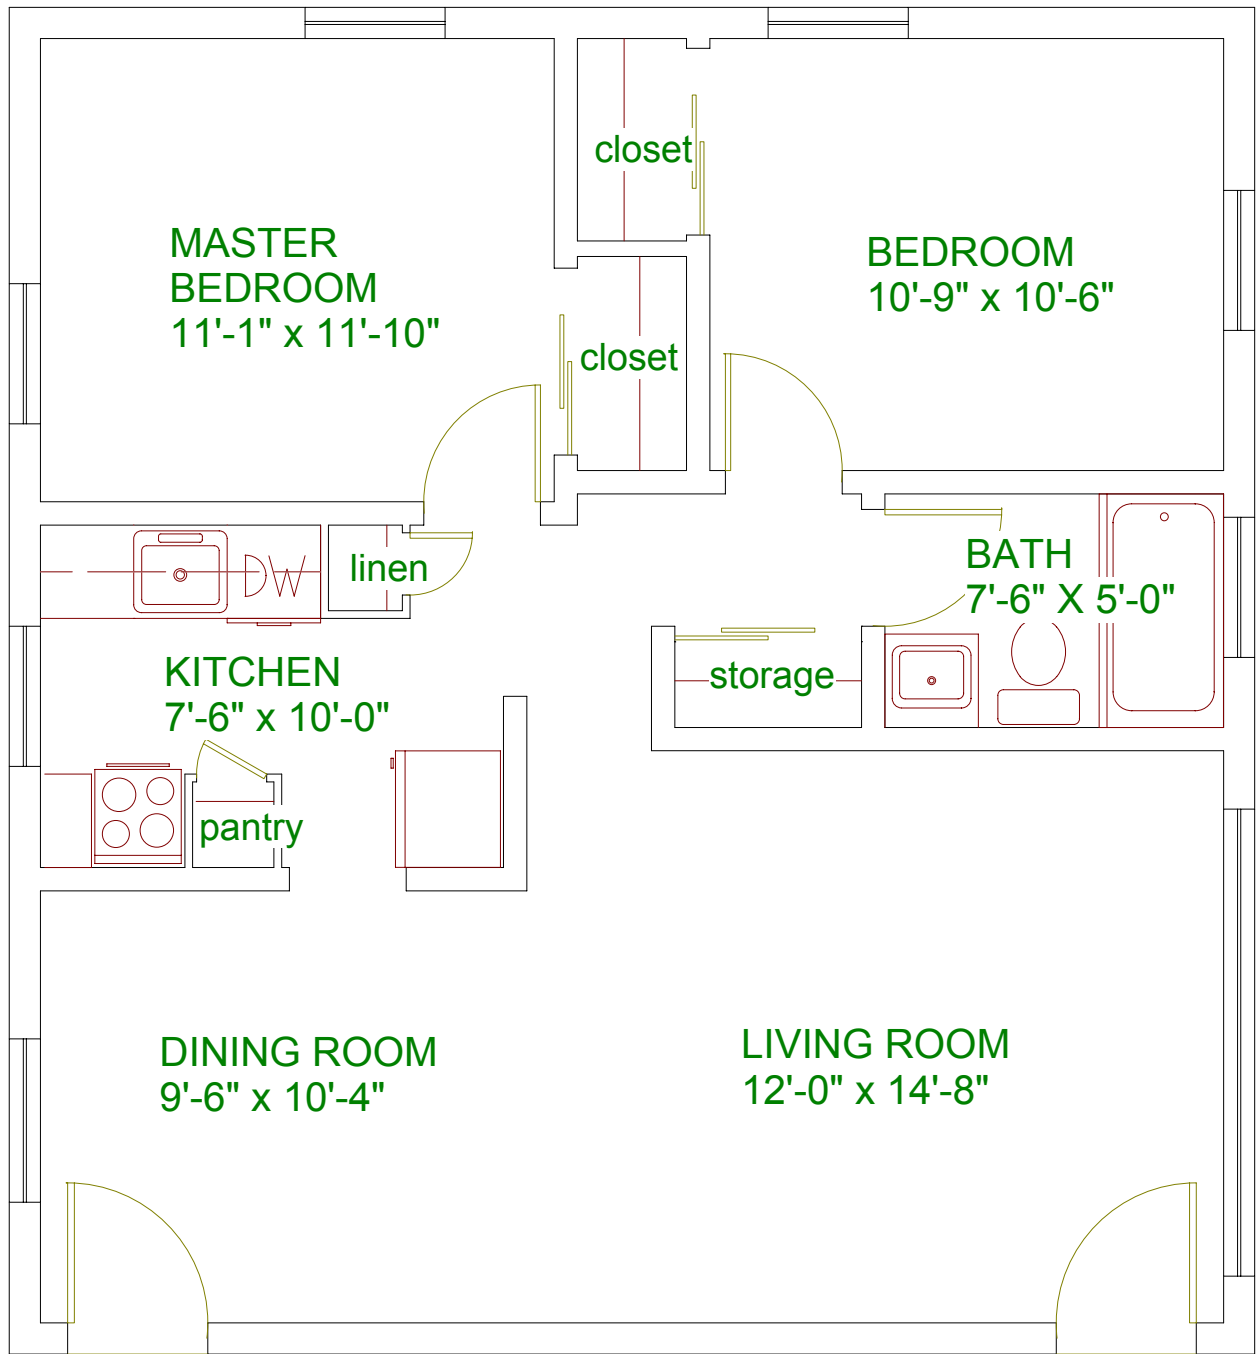 closet
MASTER
BEDROOM
11'-1" x 11'-10"
BEDROOM
10'-9" x 10'-6"
closet
linen
DW
BATH
7'-6" X 5'-0"
KITCHEN
7'-6" x 10'-0"
storage
pantry
DINING ROOM
9'-6" x 10'-4"
LIVING ROOM
12'-0" x 14'-8"